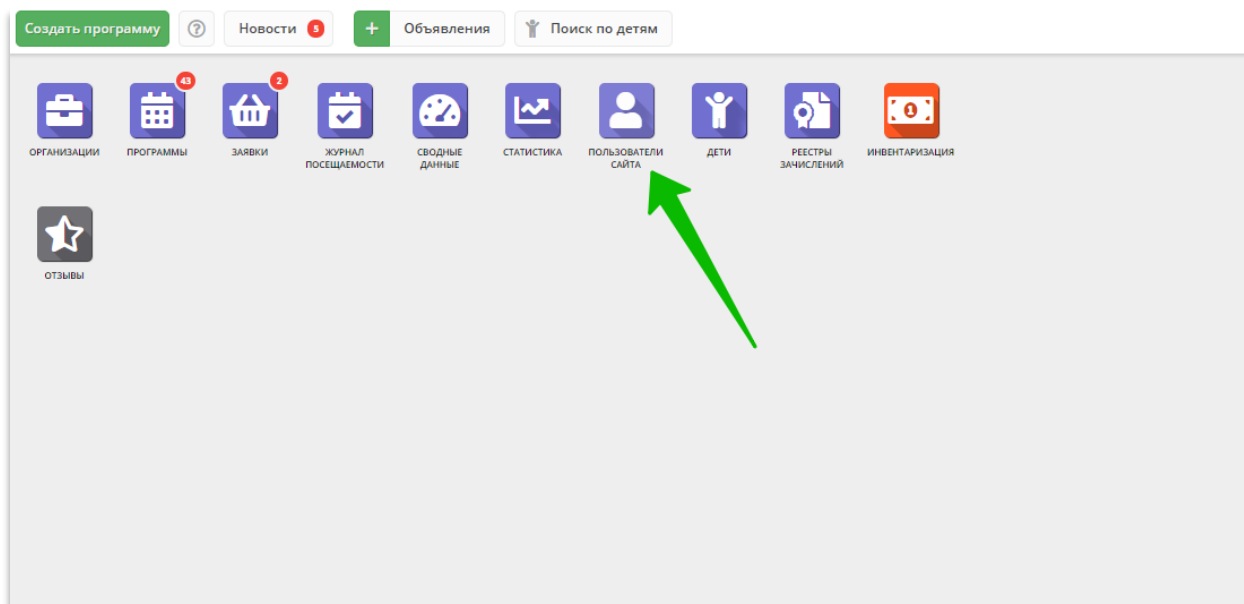 Создать программу ? Новости 5 + Объявления Поиск по детям
43 2
1
ОРГАНИЗАЦИИ ПРОГРАММЫ ЗАЯВКИ ЖУРНАЛ ПОСЕЩАЕМОСТИ СВОДНЫЕ ДАННЫЕ СТАТИСТИКА ПОЛЬЗОВАТЕЛИ САЙТА ДЕТИ РЕЕСТРЫ ЗАЧИСЛЕНИЙ ИНВЕНТАРИЗАЦИЯ
ОТЗЫВЫ